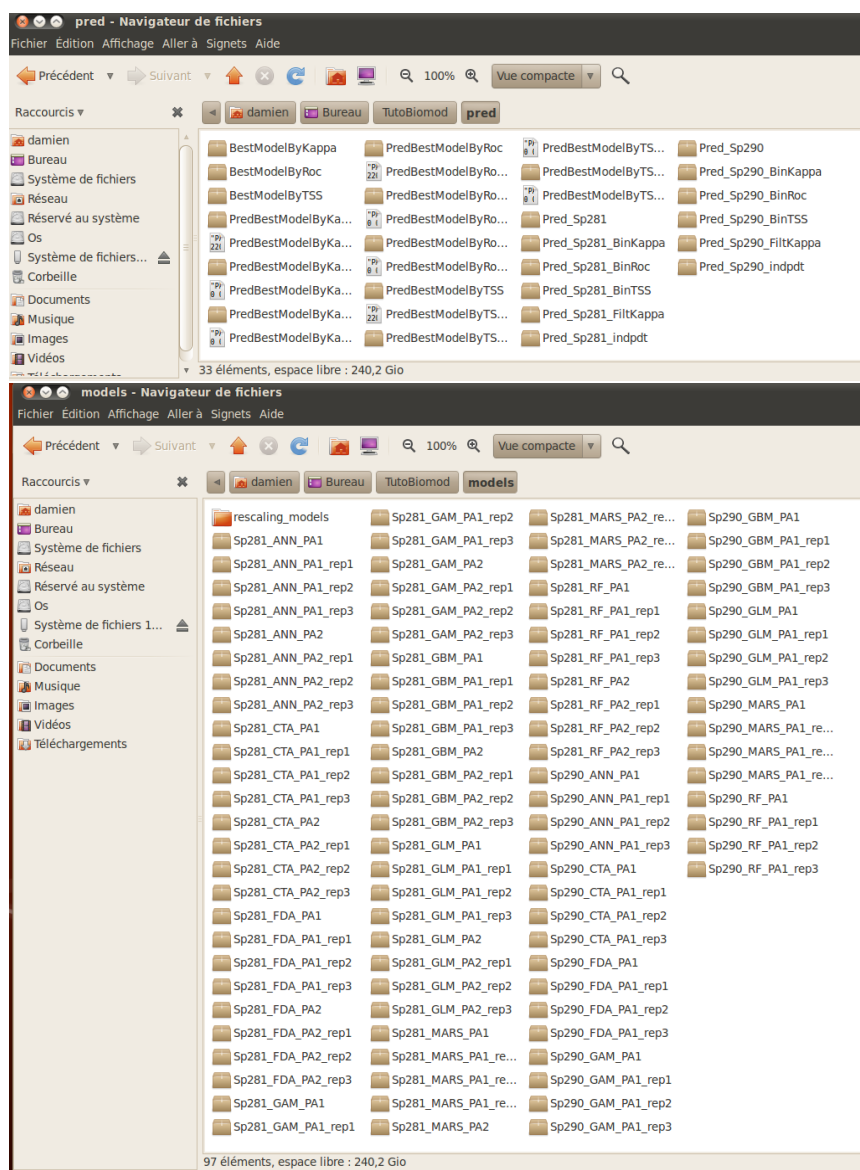 pred - Navigateur de fichiers
Fichier Édition Affichage Aller à Signets Aide
Précédent Suivant 100% Vue compacte
Raccourcis damien Bureau TutoBiomod pred
damien
Bureau
Système de fichiers
Réseau
Réservé au système
Os
Système de fichiers...
Corbeille
Documents
Musique
Images
Vidéos
BestModelByKappa PredBestModelByRoc PredBestModelByTS... Pred_Sp290
BestModelByRoc PredBestModelByRo... PredBestModelByTS... Pred_Sp290_BinKappa
BestModelByTSS PredBestModelByRo... PredBestModelByTS... Pred_Sp290_BinRoc
PredBestModelByKa... PredBestModelByRo... Pred_Sp281 Pred_Sp290_BinTSS
PredBestModelByKa... PredBestModelByRo... Pred_Sp281_BinKappa Pred_Sp290_FiltKappa
PredBestModelByKa... PredBestModelByRo... Pred_Sp281_BinRoc Pred_Sp290_indpdt
PredBestModelByKa... PredBestModelByTSS Pred_Sp281_BinTSS
PredBestModelByKa... PredBestModelByTS... Pred_Sp281_FiltKappa
PredBestModelByKa... PredBestModelByTS... Pred_Sp281_indpdt
33 éléments, espace libre : 240,2 Gio
models - Navigateur de fichiers
Fichier Édition Affichage Aller à Signets Aide
Précédent Suivant 100% Vue compacte
Raccourcis damien Bureau TutoBiomod models
damien
Bureau
Système de fichiers
Réseau
Réservé au système
Os
Système de fichiers 1...
Corbeille
Documents
Musique
Images
Vidéos
Téléchargements
rescaling_models Sp281_GAM_PA1_rep2 Sp281_MARS_PA2_re... Sp290_GBM_PA1
Sp281_ANN_PA1 Sp281_GAM_PA1_rep3 Sp281_MARS_PA2_re... Sp290_GBM_PA1_rep1
Sp281_ANN_PA1_rep1 Sp281_GAM_PA2 Sp281_MARS_PA2_re... Sp290_GBM_PA1_rep2
Sp281_ANN_PA1_rep2 Sp281_GAM_PA2_rep1 Sp281_RF_PA1 Sp290_GBM_PA1_rep3
Sp281_ANN_PA1_rep3 Sp281_GAM_PA2_rep2 Sp281_RF_PA1_rep1 Sp290_GLM_PA1
Sp281_ANN_PA2 Sp281_GAM_PA2_rep3 Sp281_RF_PA1_rep2 Sp290_GLM_PA1_rep1
Sp281_ANN_PA2_rep1 Sp281_GBM_PA1 Sp281_RF_PA1_rep3 Sp290_GLM_PA1_rep2
Sp281_ANN_PA2_rep2 Sp281_GBM_PA1_rep1 Sp281_RF_PA2 Sp290_GLM_PA1_rep3
Sp281_ANN_PA2_rep3 Sp281_GBM_PA1_rep2 Sp281_RF_PA2_rep1 Sp290_MARS_PA1
Sp281_CTA_PA1 Sp281_GBM_PA1_rep3 Sp281_RF_PA2_rep2 Sp290_MARS_PA1_re...
Sp281_CTA_PA1_rep1 Sp281_GBM_PA2 Sp281_RF_PA2_rep3 Sp290_MARS_PA1_re...
Sp281_CTA_PA1_rep2 Sp281_GBM_PA2_rep1 Sp290_ANN_PA1 Sp290_MARS_PA1_re...
Sp281_CTA_PA1_rep3 Sp281_GBM_PA2_rep2 Sp290_ANN_PA1_rep1 Sp290_RF_PA1
Sp281_CTA_PA2 Sp281_GBM_PA2_rep3 Sp290_ANN_PA1_rep2 Sp290_RF_PA1_rep1
Sp281_CTA_PA2_rep1 Sp281_GLM_PA1 Sp290_ANN_PA1_rep3 Sp290_RF_PA1_rep2
Sp281_CTA_PA2_rep2 Sp281_GLM_PA1_rep1 Sp290_CTA_PA1 Sp290_RF_PA1_rep3
Sp281_CTA_PA2_rep3 Sp281_GLM_PA1_rep2 Sp290_CTA_PA1_rep1
Sp281_FDA_PA1 Sp281_GLM_PA1_rep3 Sp290_CTA_PA1_rep2
Sp281_FDA_PA1_rep1 Sp281_GLM_PA2 Sp290_CTA_PA1_rep3
Sp281_FDA_PA1_rep2 Sp281_GLM_PA2_rep1 Sp290_FDA_PA1
Sp281_FDA_PA1_rep3 Sp281_GLM_PA2_rep2 Sp290_FDA_PA1_rep1
Sp281_FDA_PA2 Sp281_GLM_PA2_rep3 Sp290_FDA_PA1_rep2
Sp281_FDA_PA2_rep1 Sp281_MARS_PA1 Sp290_FDA_PA1_rep3
Sp281_FDA_PA2_rep2 Sp281_MARS_PA1_re... Sp290_GAM_PA1
Sp281_FDA_PA2_rep3 Sp281_MARS_PA1_re... Sp290_GAM_PA1_rep1
Sp281_GAM_PA1 Sp281_MARS_PA1_re... Sp290_GAM_PA1_rep2
Sp281_GAM_PA1_rep1 Sp281_MARS_PA2 Sp290_GAM_PA1_rep3
97 éléments, espace libre : 240,2 Gio